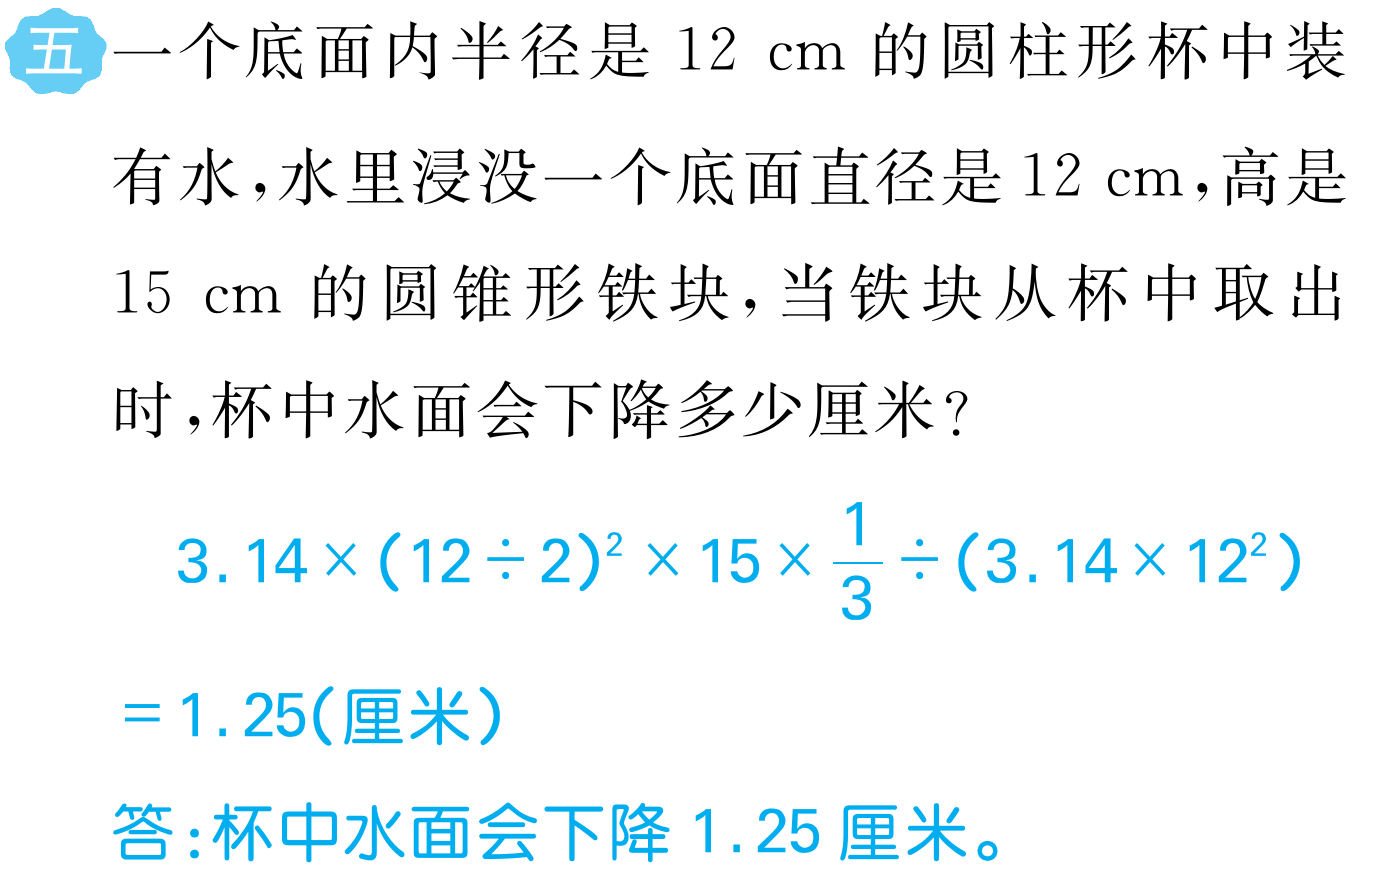 五 一个底面内半径是 12 cm 的圆柱形杯中装
有水,水里浸没一个底面直径是 12 cm,高是
15 cm 的圆锥形铁块,当铁块从杯中取出
时,杯中水面会下降多少厘米?
3.14×(12÷2)²×15×1/3÷(3.14×12²)
=1.25(厘米)
答:杯中水面会下降 1.25 厘米。